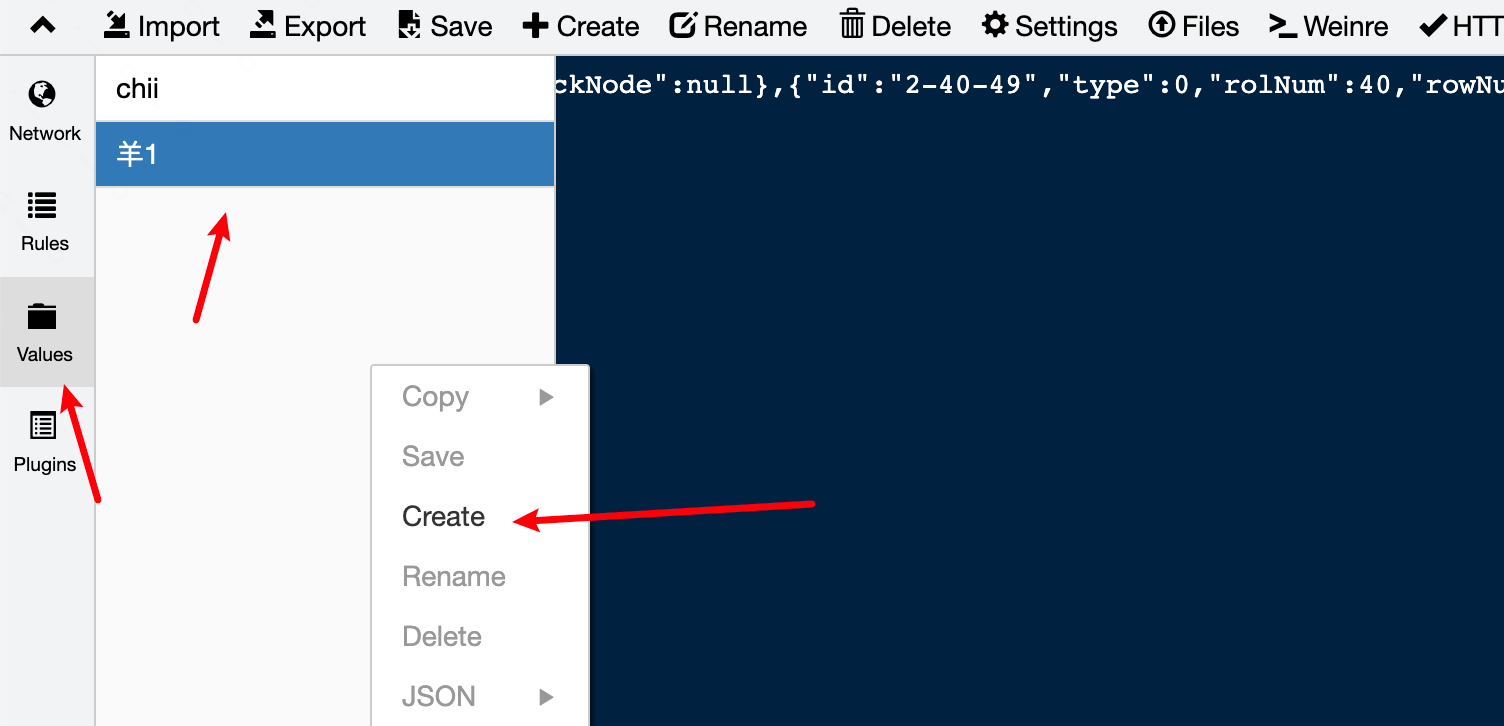 Import Export Save Create Rename Delete Settings Files Weinre HTT
Network
Rules
Values
Plugins
chii
羊1
ckNode":null},{"id":"2-40-49","type":0,"rolNum":40,"rowNu
Copy
Save
Create
Rename
Delete
JSON